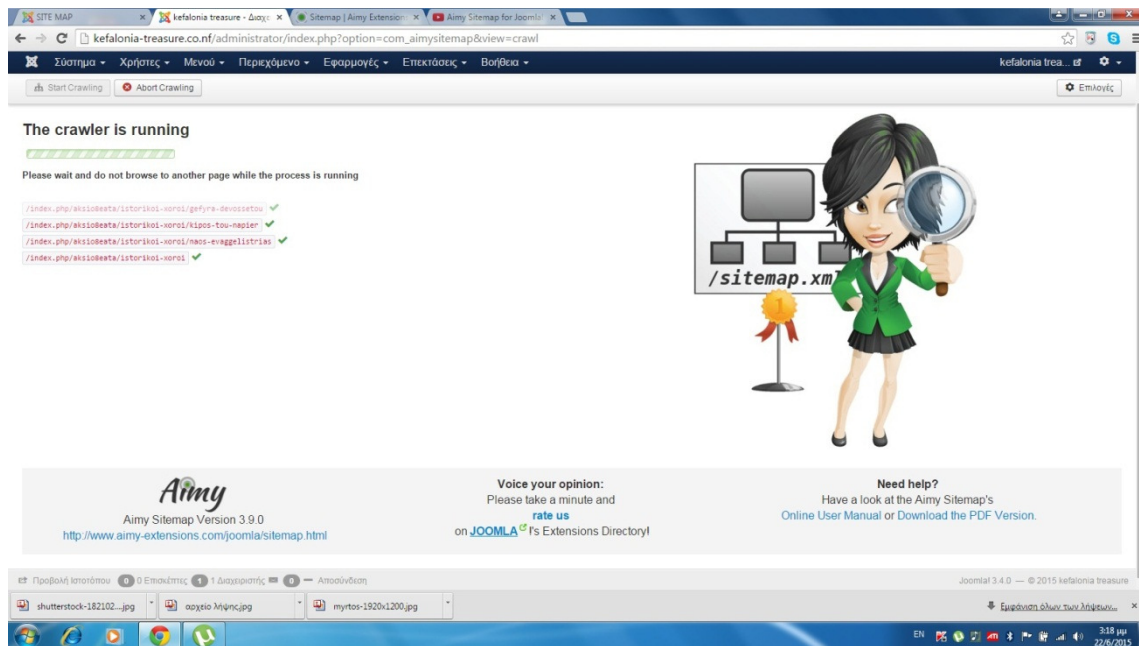 SITE MAP
kefalonia treasure - Διαχε
Sitemap | Aimy Extension
Aimy Sitemap for Joomla!
kefalonia-treasure.co.nf/administrator/index.php?option=com_aimysitemap&view=crawl
Σύστημα Χρήστες Μενού Περιεχόμενο Εφαρμογές Επεκτάσεις Βοήθεια kefalonia trea...
Start Crawling Abort Crawling Επιλογές
The crawler is running
Please wait and do not browse to another page while the process is running
/index.php/aksio8eata/istorikoi-xoroi/gefyra-devossetou
/index.php/aksio8eata/istorikoi-xoroi/kipos-tou-napier
/index.php/aksio8eata/istorikoi-xoroi/naos-evaggelistrias
/index.php/aksio8eata/istorikoi-xoroi
/sitemap.xml
1
Aimy
Aimy Sitemap Version 3.9.0
http://www.aimy-extensions.com/joomla/sitemap.html
Voice your opinion:
Please take a minute and
rate us
on JOOMLA!'s Extensions Directory!
Need help?
Have a look at the Aimy Sitemap's
Online User Manual or Download the PDF Version.
Προβολή Ιστοτόπου 0 0 Επισκέπτες 1 1 Διαχειριστής 0 Αποσύνδεση Joomla! 3.4.0 — © 2015 kefalonia treasure
shutterstock-182102....jpg αρχείο λήψης.jpg myrtos-1920x1200.jpg Εμφάνιση όλων των λήψεων...
EN 3:18 μμ
22/6/2015